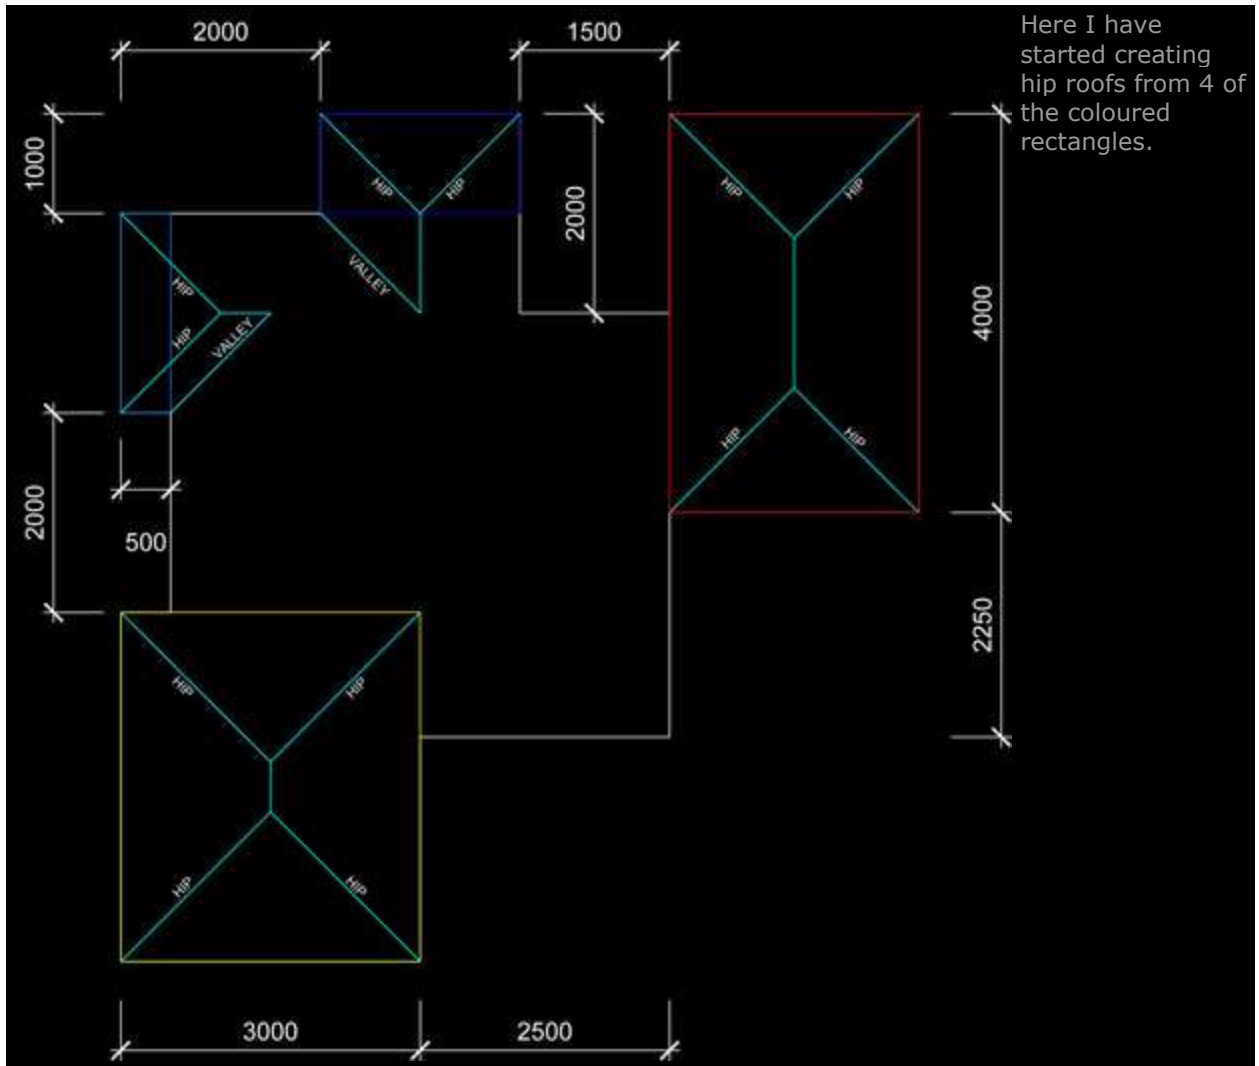 2000
1500
Here I have
started creating
hip roofs from 4 of
the coloured
rectangles.
1000
HIP
HIP
HIP
HIP
2000
VALLEY
HIP
HIP
VALLEY
4000
HIP
HIP
2000
500
2250
HIP
HIP
HIP
HIP
3000
2500